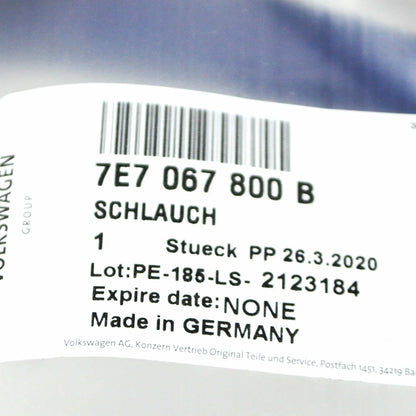 VOLKSWAGEN
GROUP
7E7 067 800 B
SCHLAUCH
1 Stueck PP 26.3.2020
Lot:PE-185-LS- 2123184
Expire date:NONE
Made in GERMANY
Volkswagen AG, Konzern Vertrieb Original Teile und Service, Postfach 1451, 34219 Ba